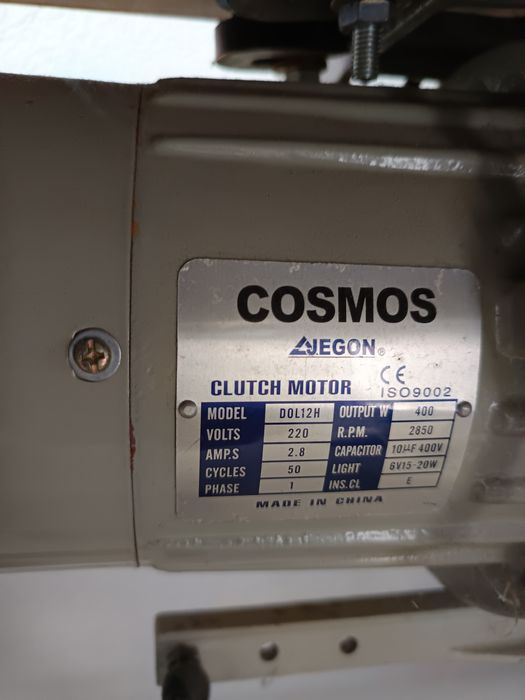 COSMOS
JEGON®
CLUTCH MOTOR CE
ISO9002
MODEL DOL12H OUTPUT W 400
VOLTS 220 R.P.M. 2850
AMP.S 2.8 CAPACITOR 10µF 400V
CYCLES 50 LIGHT 6V15-20W
PHASE 1 INS.CL E
MADE IN CHINA